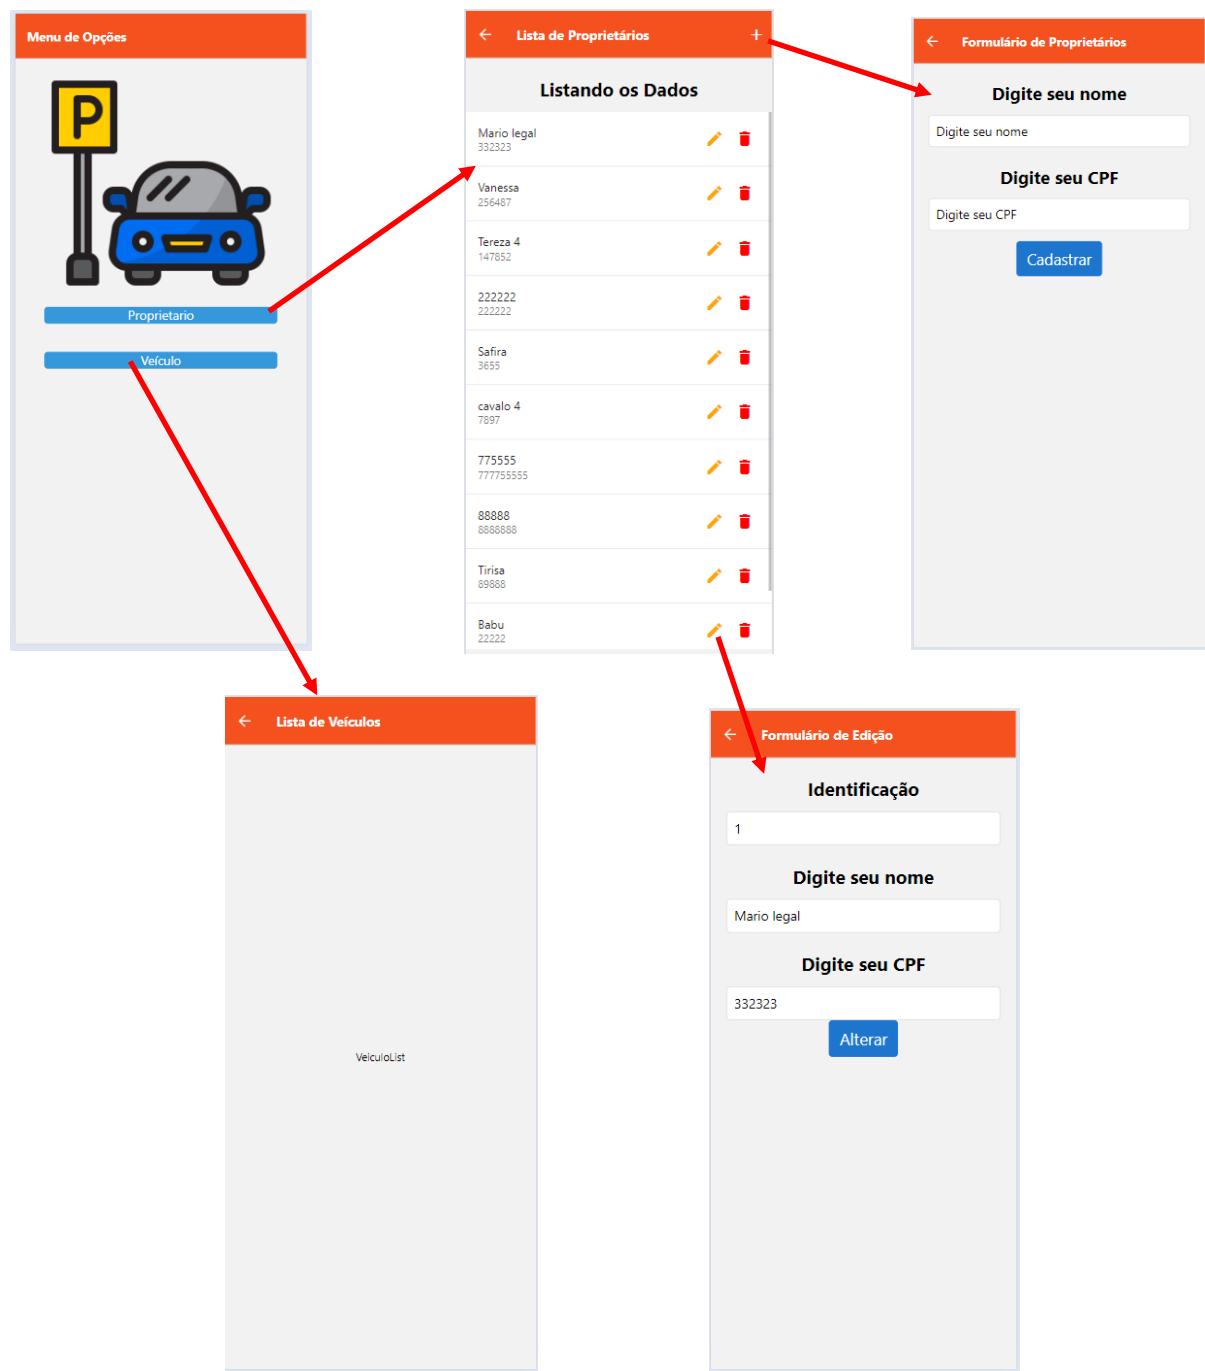 Menu de Opções
P
Proprietario
Veículo
Lista de Proprietários
Listando os Dados
Mario legal
332323
Vanessa
256487
Tereza 4
147852
222222
222222
Safira
3655
cavalo 4
7897
775555
777755555
88888
8888888
Tirisa
89888
Babu
22222
Formulário de Proprietários
Digite seu nome
Digite seu nome
Digite seu CPF
Digite seu CPF
Cadastrar
Lista de Veículos
VeiculoList
Formulário de Edição
Identificação
1
Digite seu nome
Mario legal
Digite seu CPF
332323
Alterar